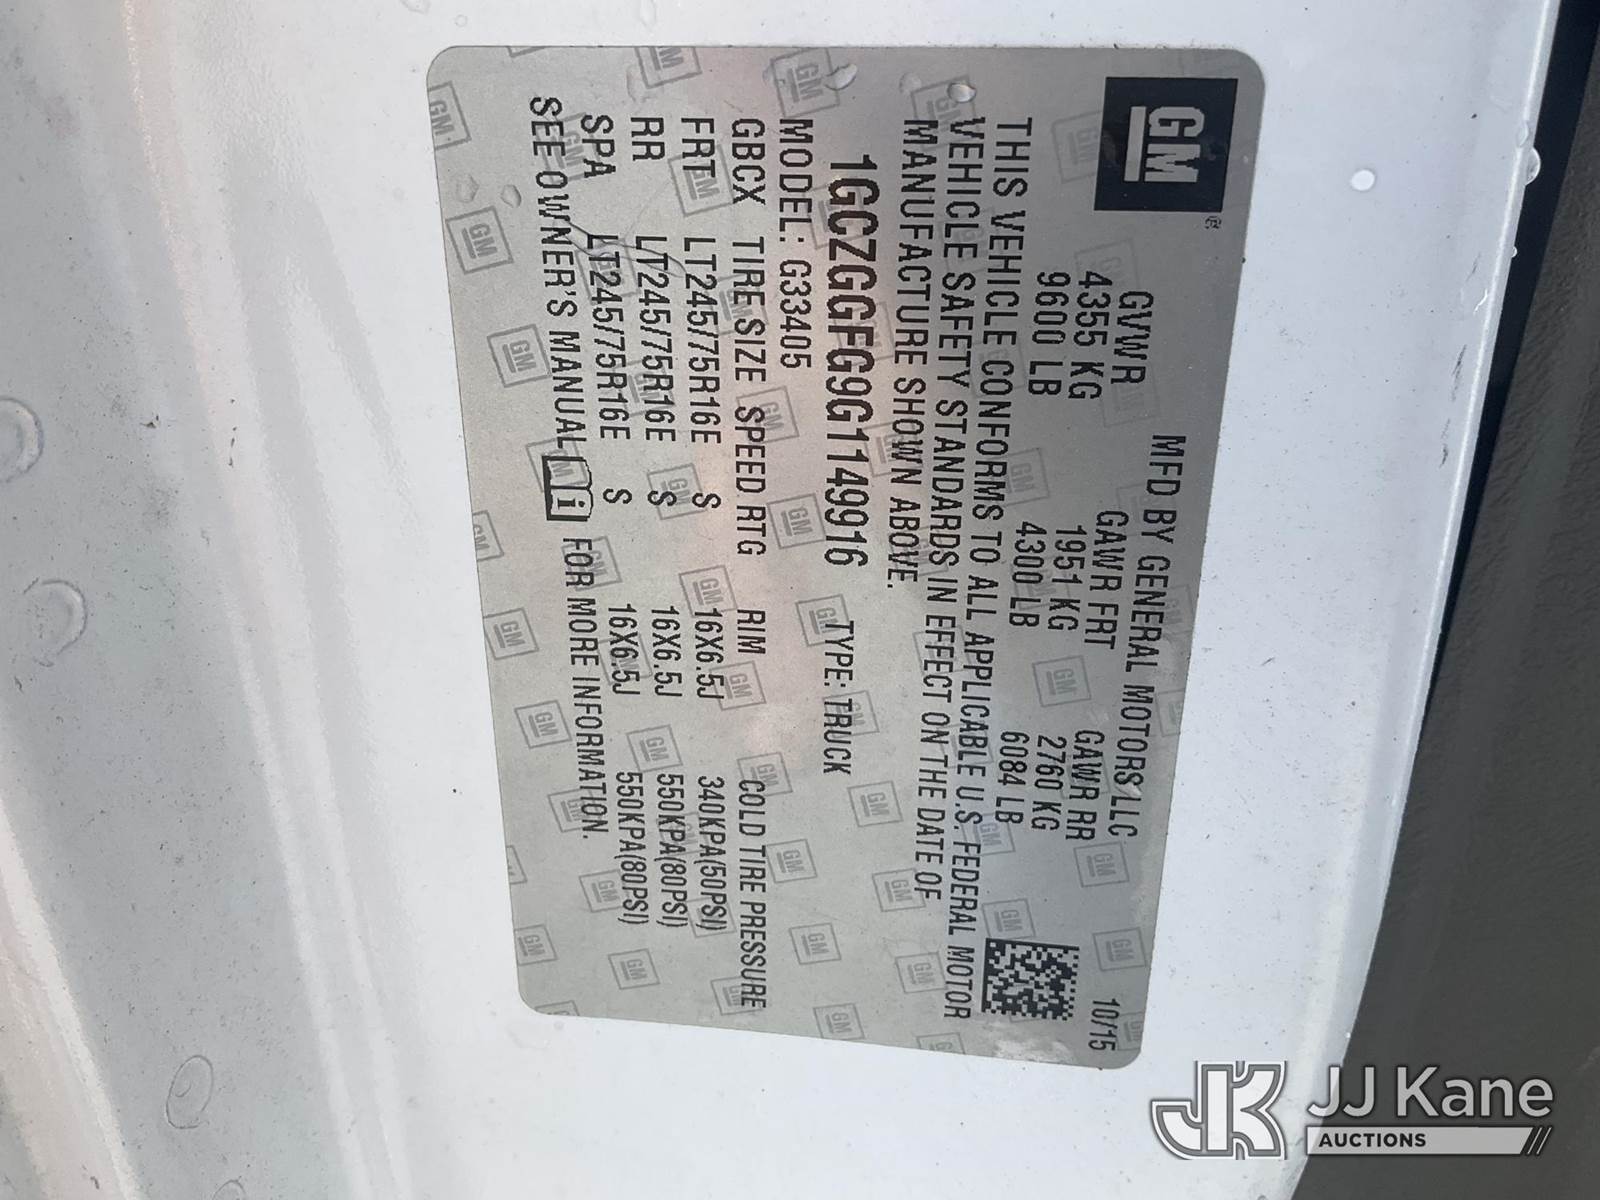 GM ®
MFD BY GENERAL MOTORS LLC 10/15
GVWR GAWR FRT GAWR RR
4355 KG 1951 KG 2760 KG
9600 LB 4300 LB 6084 LB
THIS VEHICLE CONFORMS TO ALL APPLICABLE U.S. FEDERAL MOTOR
VEHICLE SAFETY STANDARDS IN EFFECT ON THE DATE OF
MANUFACTURE SHOWN ABOVE.
1GCZGGFG9G1149916 TYPE: TRUCK
MODEL: G33405
GBCX TIRE SIZE SPEED RTG RIM COLD TIRE PRESSURE
FRT LT245/75R16E S 16X6.5J 340KPA(50PSI)
RR LT245/75R16E S 16X6.5J 550KPA(80PSI)
SPA LT245/75R16E S 16X6.5J 550KPA(80PSI)
SEE OWNER'S MANUAL i FOR MORE INFORMATION.
JK JJ Kane
AUCTIONS